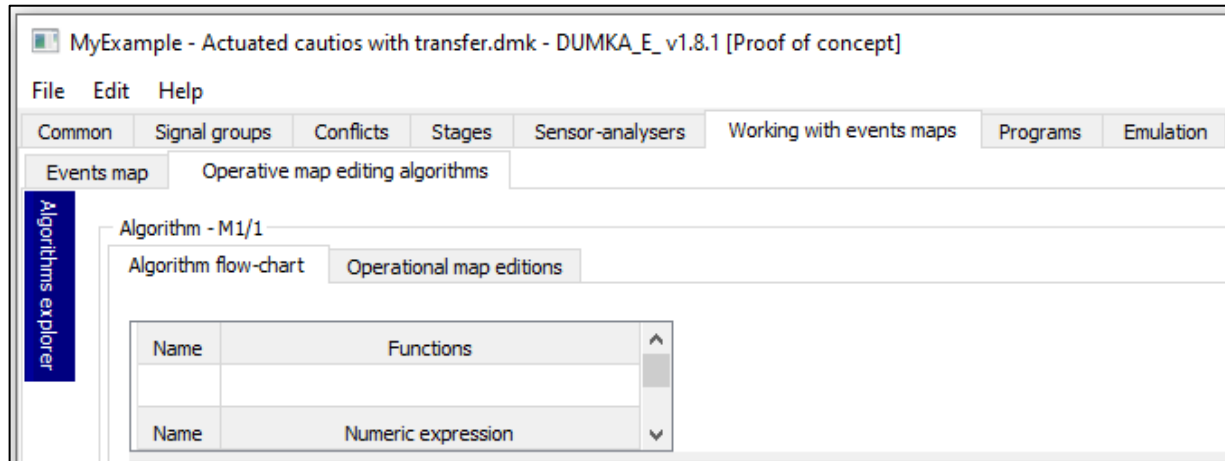 MyExample - Actuated cautios with transfer.dmk - DUMKA_E_ v1.8.1 [Proof of concept]
File Edit Help
Common Signal groups Conflicts Stages Sensor-analysers Working with events maps Programs Emulation
Events map Operative map editing algorithms
Algorithms explorer
Algorithm - M1/1
Algorithm flow-chart Operational map editions
Name Functions
Name Numeric expression